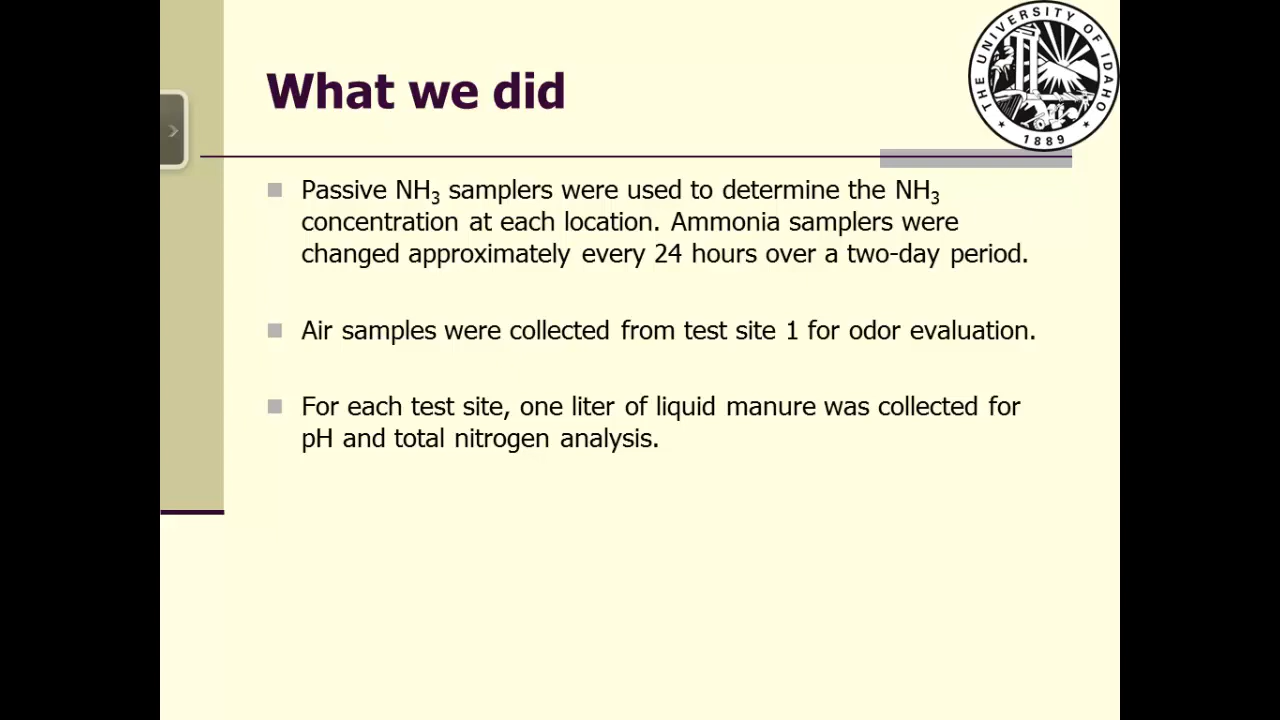 THE UNIVERSITY OF IDAHO
1889
What we did
Passive NH₃ samplers were used to determine the NH₃
concentration at each location. Ammonia samplers were
changed approximately every 24 hours over a two-day period.
Air samples were collected from test site 1 for odor evaluation.
For each test site, one liter of liquid manure was collected for
pH and total nitrogen analysis.